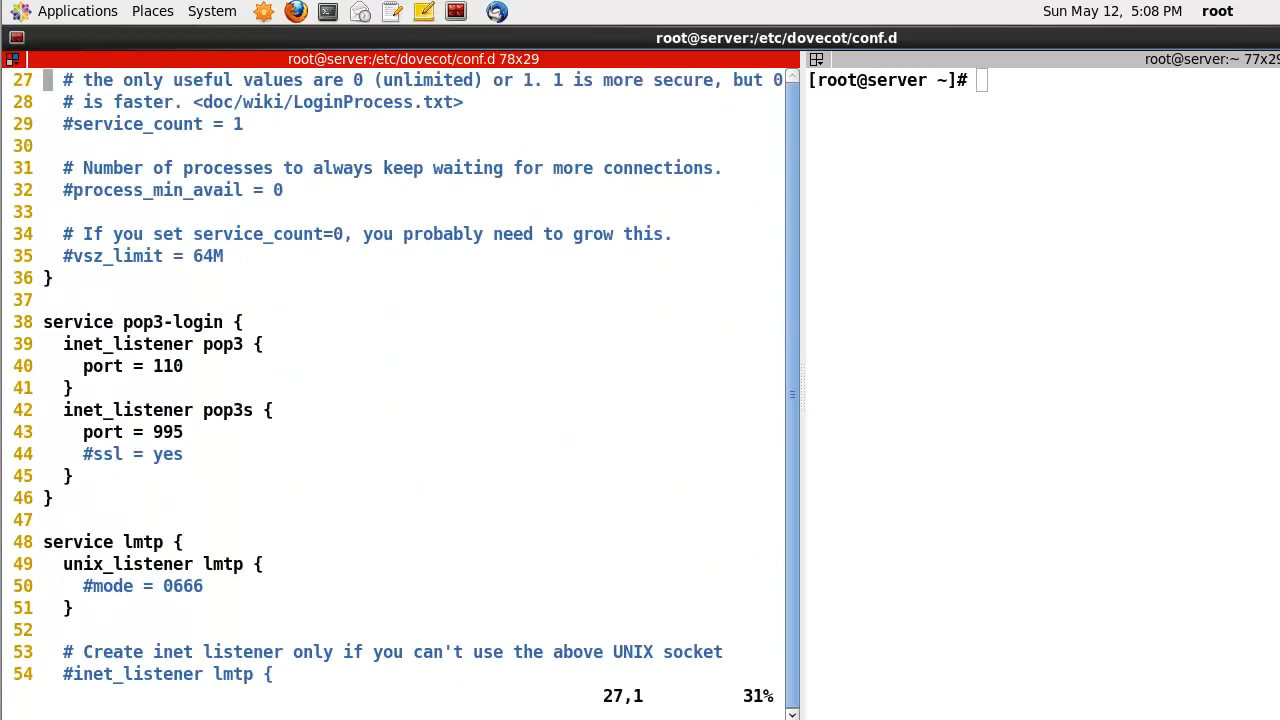 Applications Places System Sun May 12, 5:08 PM root
root@server:/etc/dovecot/conf.d
root@server:/etc/dovecot/conf.d 78x29
root@server:~ 77x29
27 # the only useful values are 0 (unlimited) or 1. 1 is more secure, but 0
28 # is faster. <doc/wiki/LoginProcess.txt>
29 #service_count = 1
30
31 # Number of processes to always keep waiting for more connections.
32 #process_min_avail = 0
33
34 # If you set service_count=0, you probably need to grow this.
35 #vsz_limit = 64M
36 }
37
38 service pop3-login {
39 inet_listener pop3 {
40 port = 110
41 }
42 inet_listener pop3s {
43 port = 995
44 #ssl = yes
45 }
46 }
47
48 service lmtp {
49 unix_listener lmtp {
50 #mode = 0666
51 }
52
53 # Create inet listener only if you can't use the above UNIX socket
54 #inet_listener lmtp {
27,1 31%
[root@server ~]#